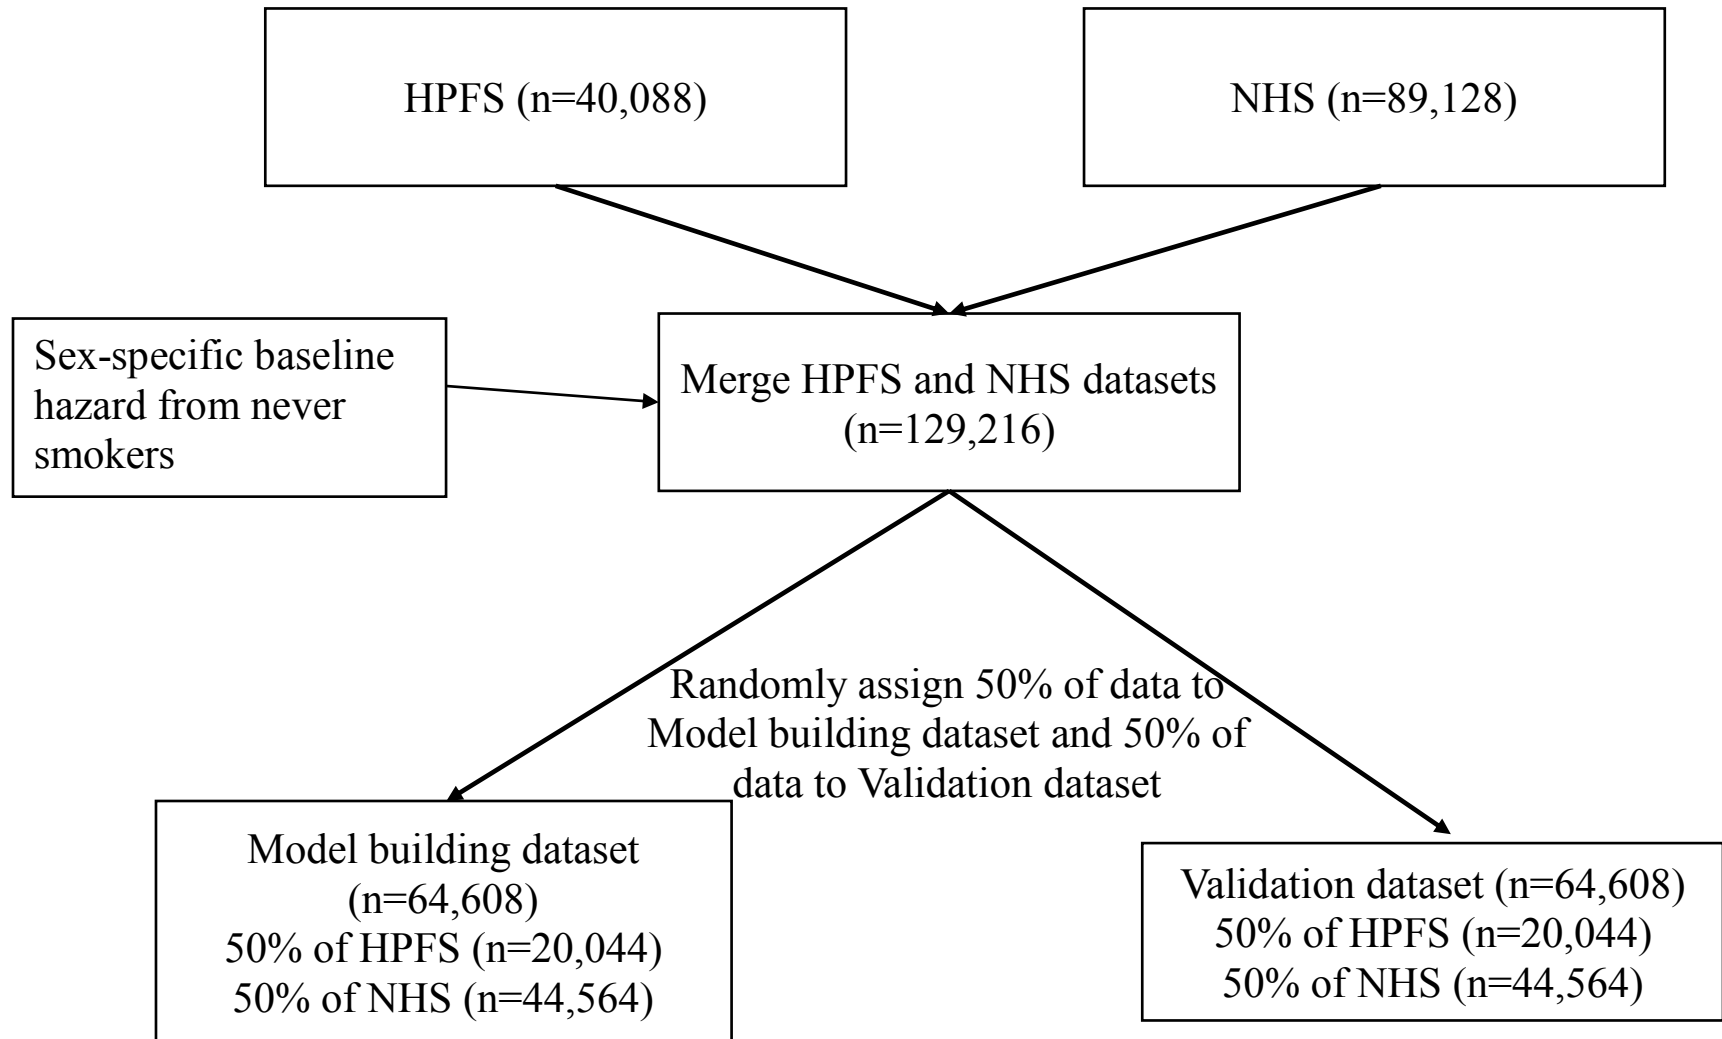 HPFS (n=40,088)
NHS (n=89,128)
Sex-specific baseline
hazard from never
smokers
Merge HPFS and NHS datasets
(n=129,216)
Randomly assign 50% of data to
Model building dataset and 50% of
data to Validation dataset
Model building dataset
(n=64,608)
50% of HPFS (n=20,044)
50% of NHS (n=44,564)
Validation dataset (n=64,608)
50% of HPFS (n=20,044)
50% of NHS (n=44,564)